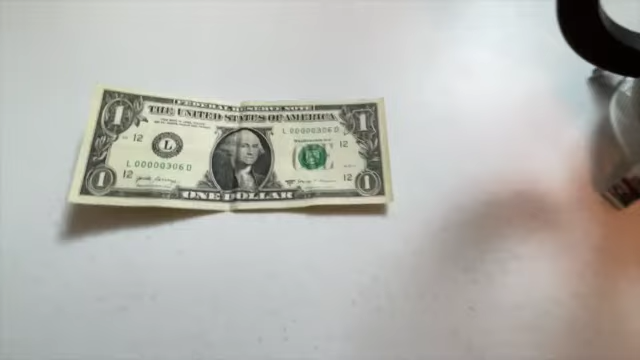 FEDERAL RESERVE NOTE
THE UNITED STATES OF AMERICA
1 1
L 00000306 D
12 12
L
L 00000306 D
12 12
1 1
ONE DOLLAR